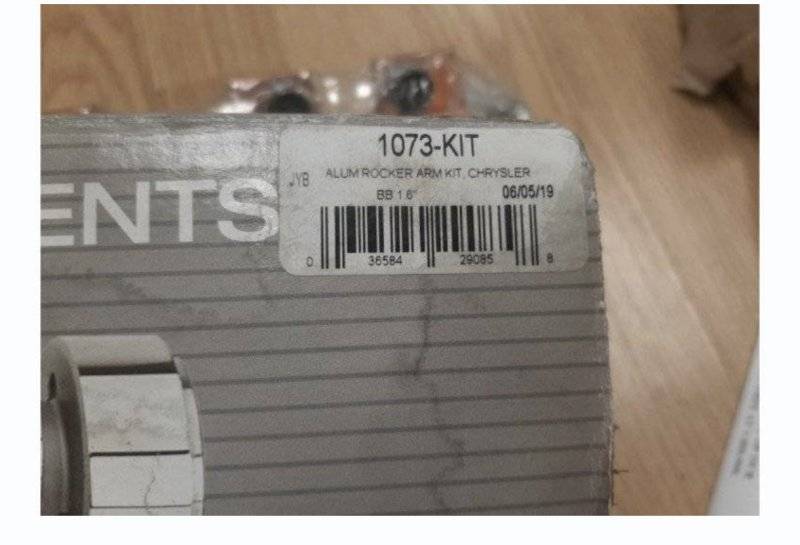 1073-KIT
JYB
ALUM ROCKER ARM KIT, CHRYSLER
BB 1.6" 06/05/19
ENTS
0 36584 29085 8